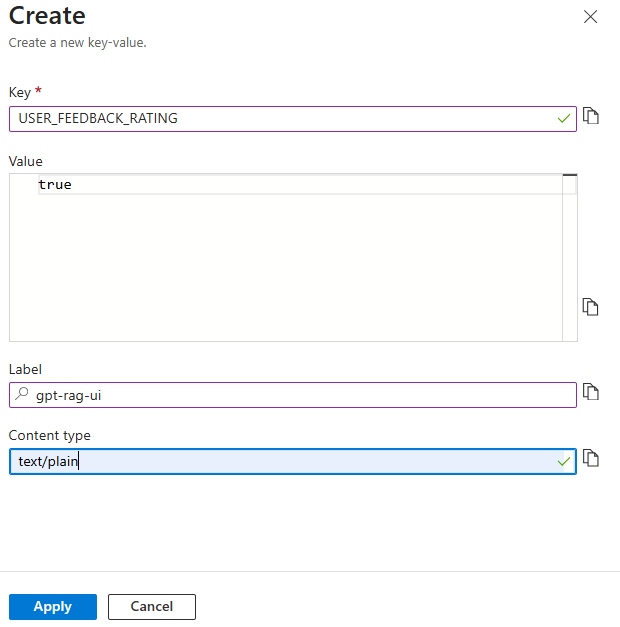 Create
Create a new key-value.
Key *
USER_FEEDBACK_RATING
Value
true
Label
gpt-rag-ui
Content type
text/plain
Apply
Cancel